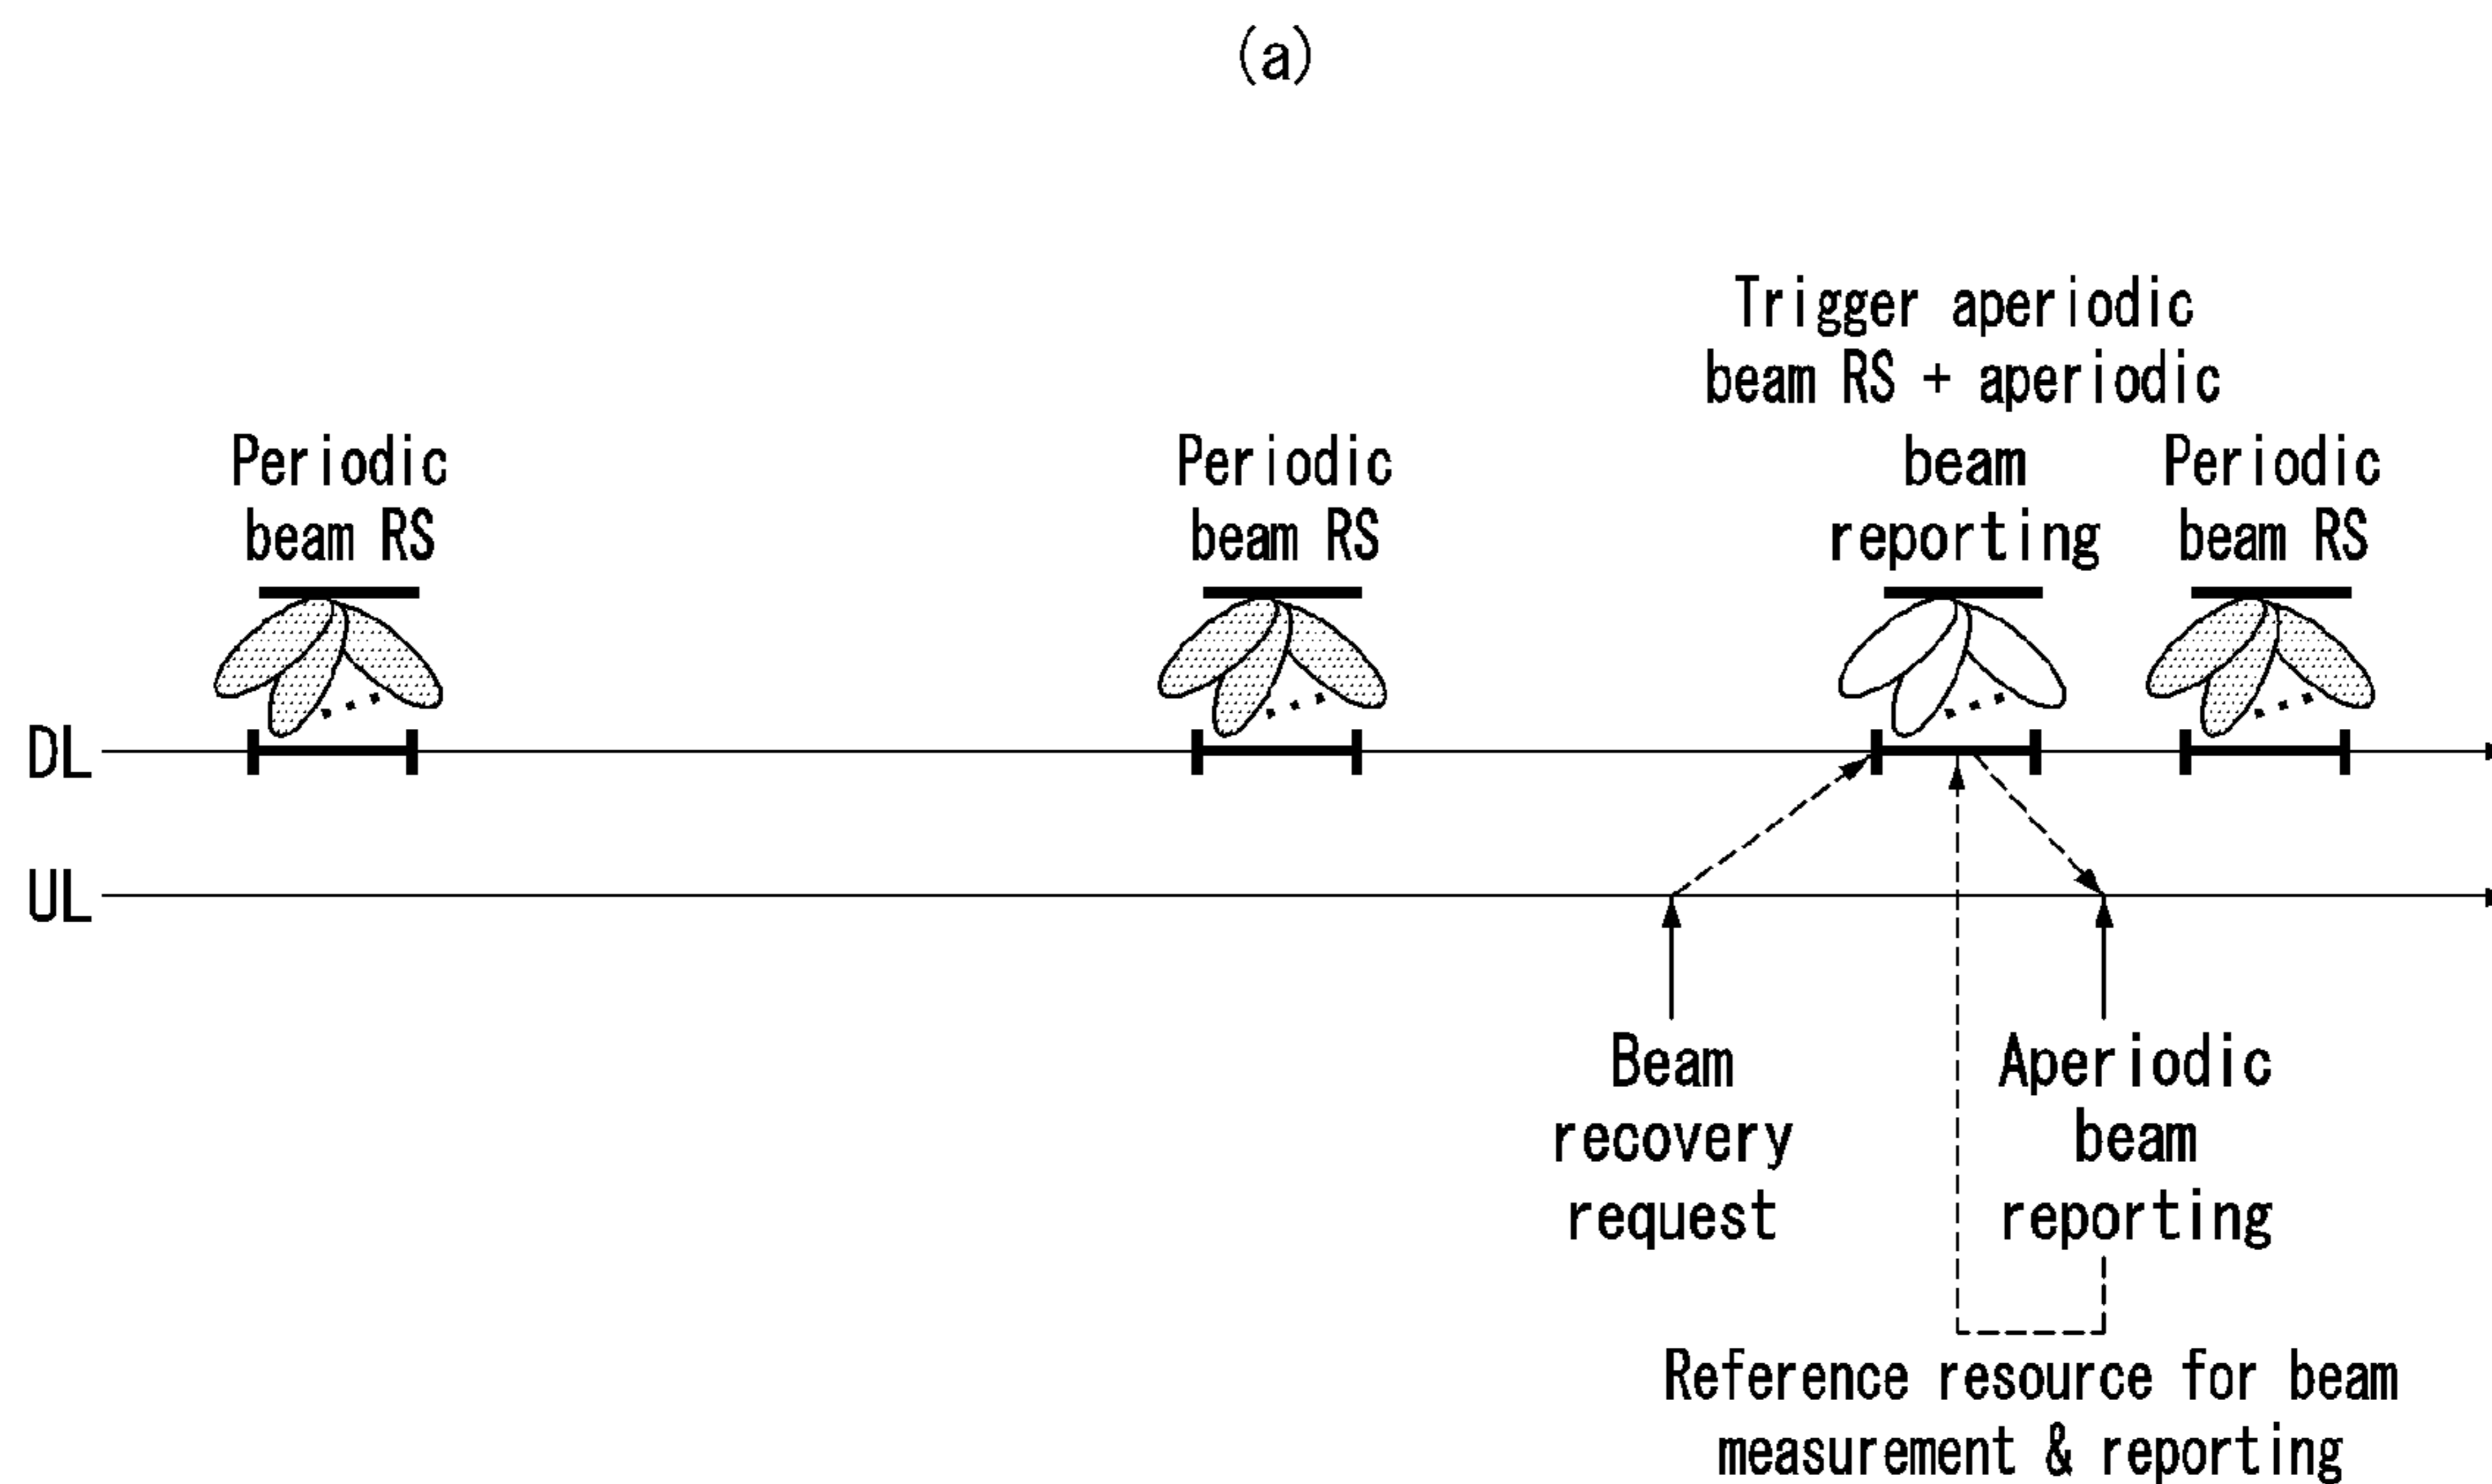 (a)
Periodic
beam RS
Periodic
beam RS
Trigger aperiodic
beam RS + aperiodic
beam
reporting
Periodic
beam RS
DL
UL
Beam
recovery
request
Aperiodic
beam
reporting
Reference resource for beam
measurement & reporting